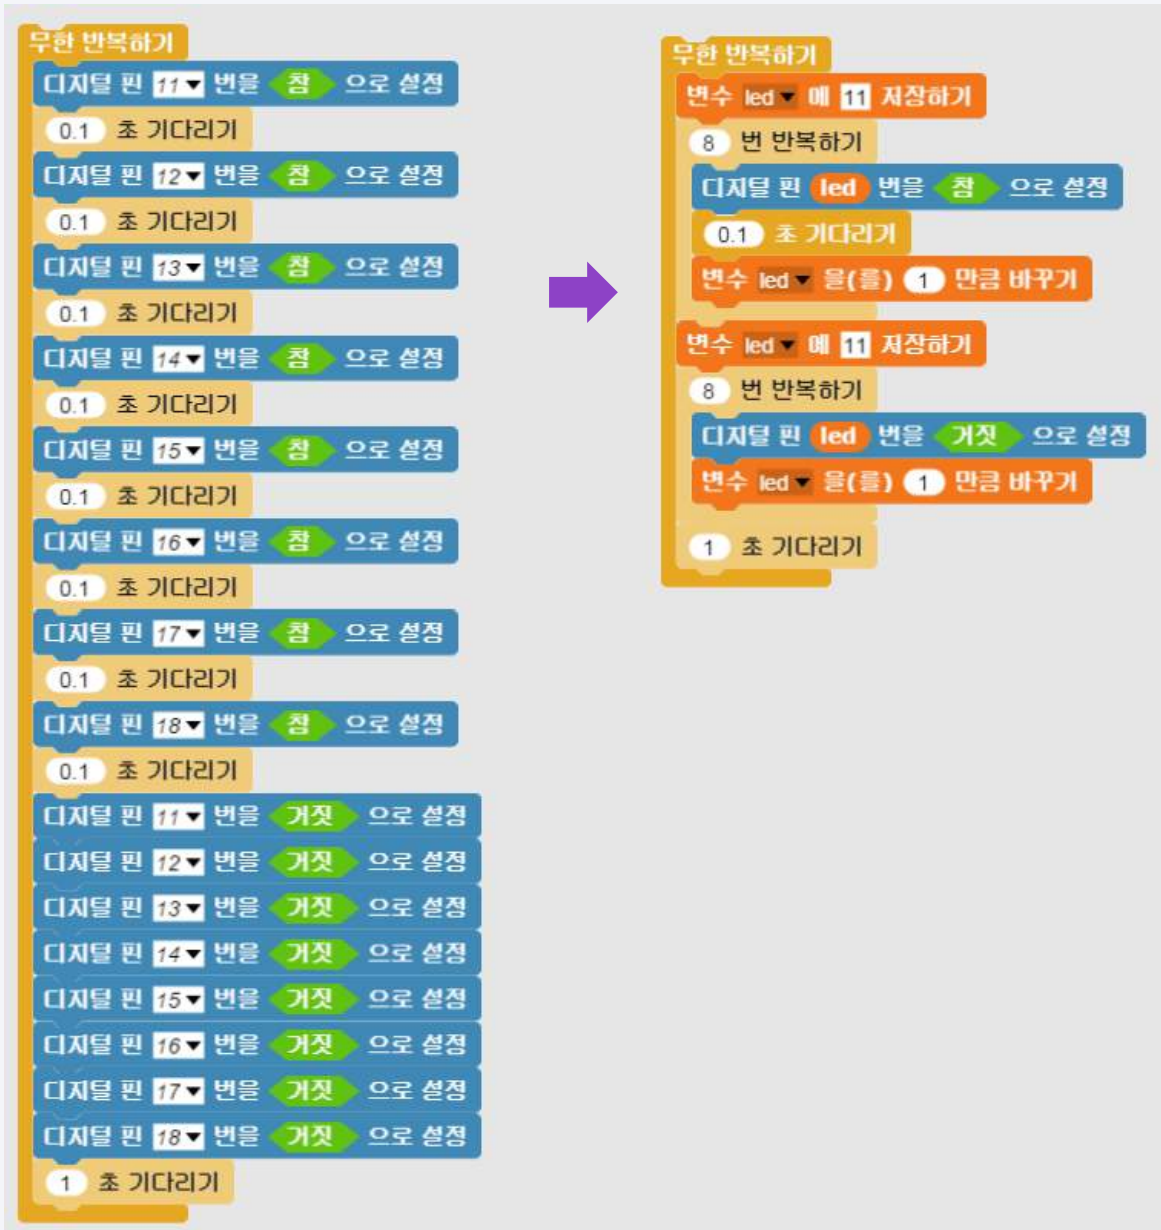 무한 반복하기
디지털 핀 11 번을 참 으로 설정
0.1 초 기다리기
디지털 핀 12 번을 참 으로 설정
0.1 초 기다리기
디지털 핀 13 번을 참 으로 설정
0.1 초 기다리기
디지털 핀 14 번을 참 으로 설정
0.1 초 기다리기
디지털 핀 15 번을 참 으로 설정
0.1 초 기다리기
디지털 핀 16 번을 참 으로 설정
0.1 초 기다리기
디지털 핀 17 번을 참 으로 설정
0.1 초 기다리기
디지털 핀 18 번을 참 으로 설정
0.1 초 기다리기
디지털 핀 11 번을 거짓 으로 설정
디지털 핀 12 번을 거짓 으로 설정
디지털 핀 13 번을 거짓 으로 설정
디지털 핀 14 번을 거짓 으로 설정
디지털 핀 15 번을 거짓 으로 설정
디지털 핀 16 번을 거짓 으로 설정
디지털 핀 17 번을 거짓 으로 설정
디지털 핀 18 번을 거짓 으로 설정
1 초 기다리기
무한 반복하기
변수 led 에 11 저장하기
8 번 반복하기
디지털 핀 led 번을 참 으로 설정
0.1 초 기다리기
변수 led 을(를) 1 만큼 바꾸기
변수 led 에 11 저장하기
8 번 반복하기
디지털 핀 led 번을 거짓 으로 설정
변수 led 을(를) 1 만큼 바꾸기
1 초 기다리기